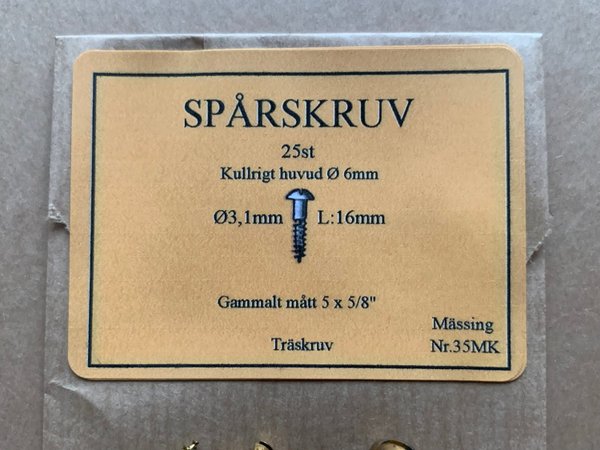 SPÅRSKRUV
25st
Kullrigt huvud Ø 6mm
Ø3,1mm L:16mm
Gammalt mått 5 x 5/8"
Mässing
Träskruv Nr.35MK